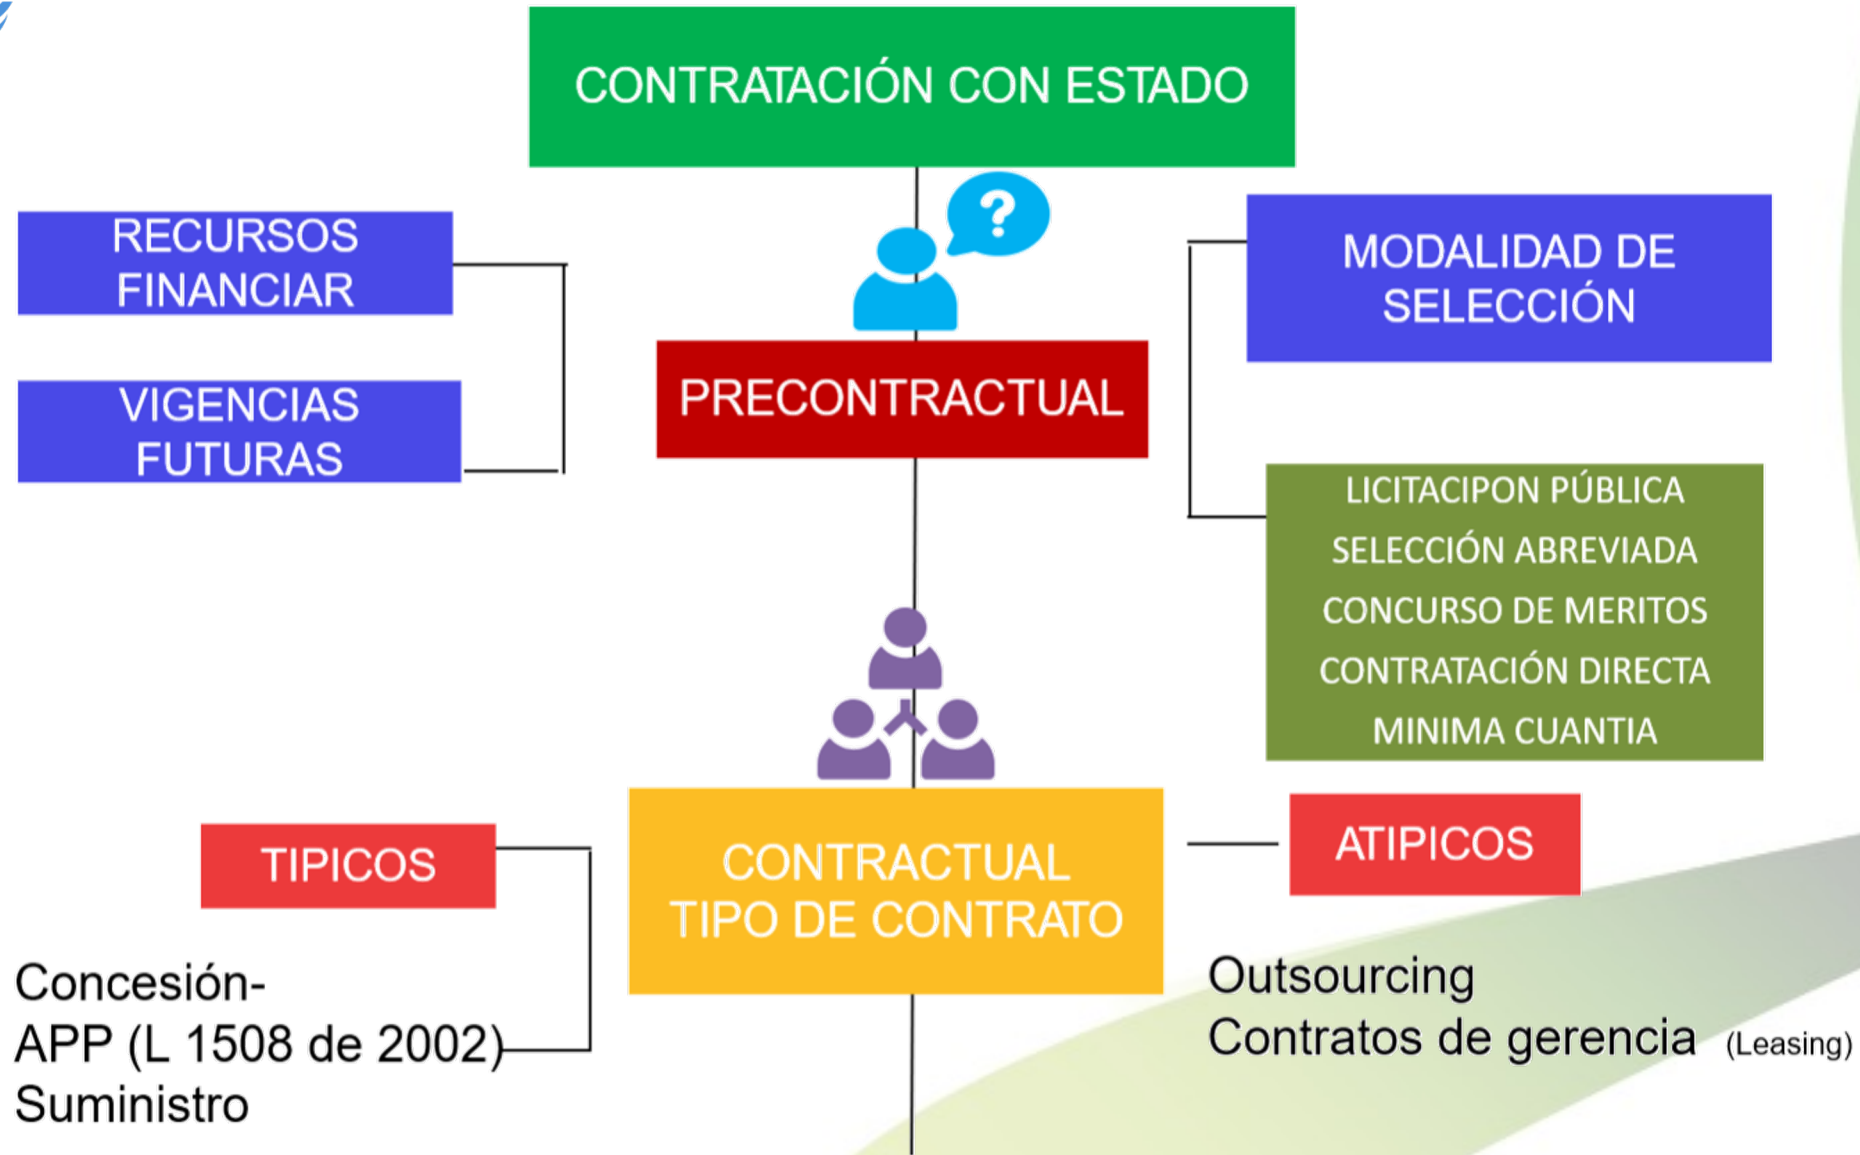 CONTRATACIÓN CON ESTADO
RECURSOS
FINANCIAR
VIGENCIAS
FUTURAS
?
PRECONTRACTUAL
MODALIDAD DE
SELECCIÓN
LICITACIPON PÚBLICA
SELECCIÓN ABREVIADA
CONCURSO DE MERITOS
CONTRATACIÓN DIRECTA
MINIMA CUANTIA
TIPICOS
CONTRACTUAL
TIPO DE CONTRATO
ATIPICOS
Concesión-
APP (L 1508 de 2002)
Suministro
Outsourcing
Contratos de gerencia (Leasing)